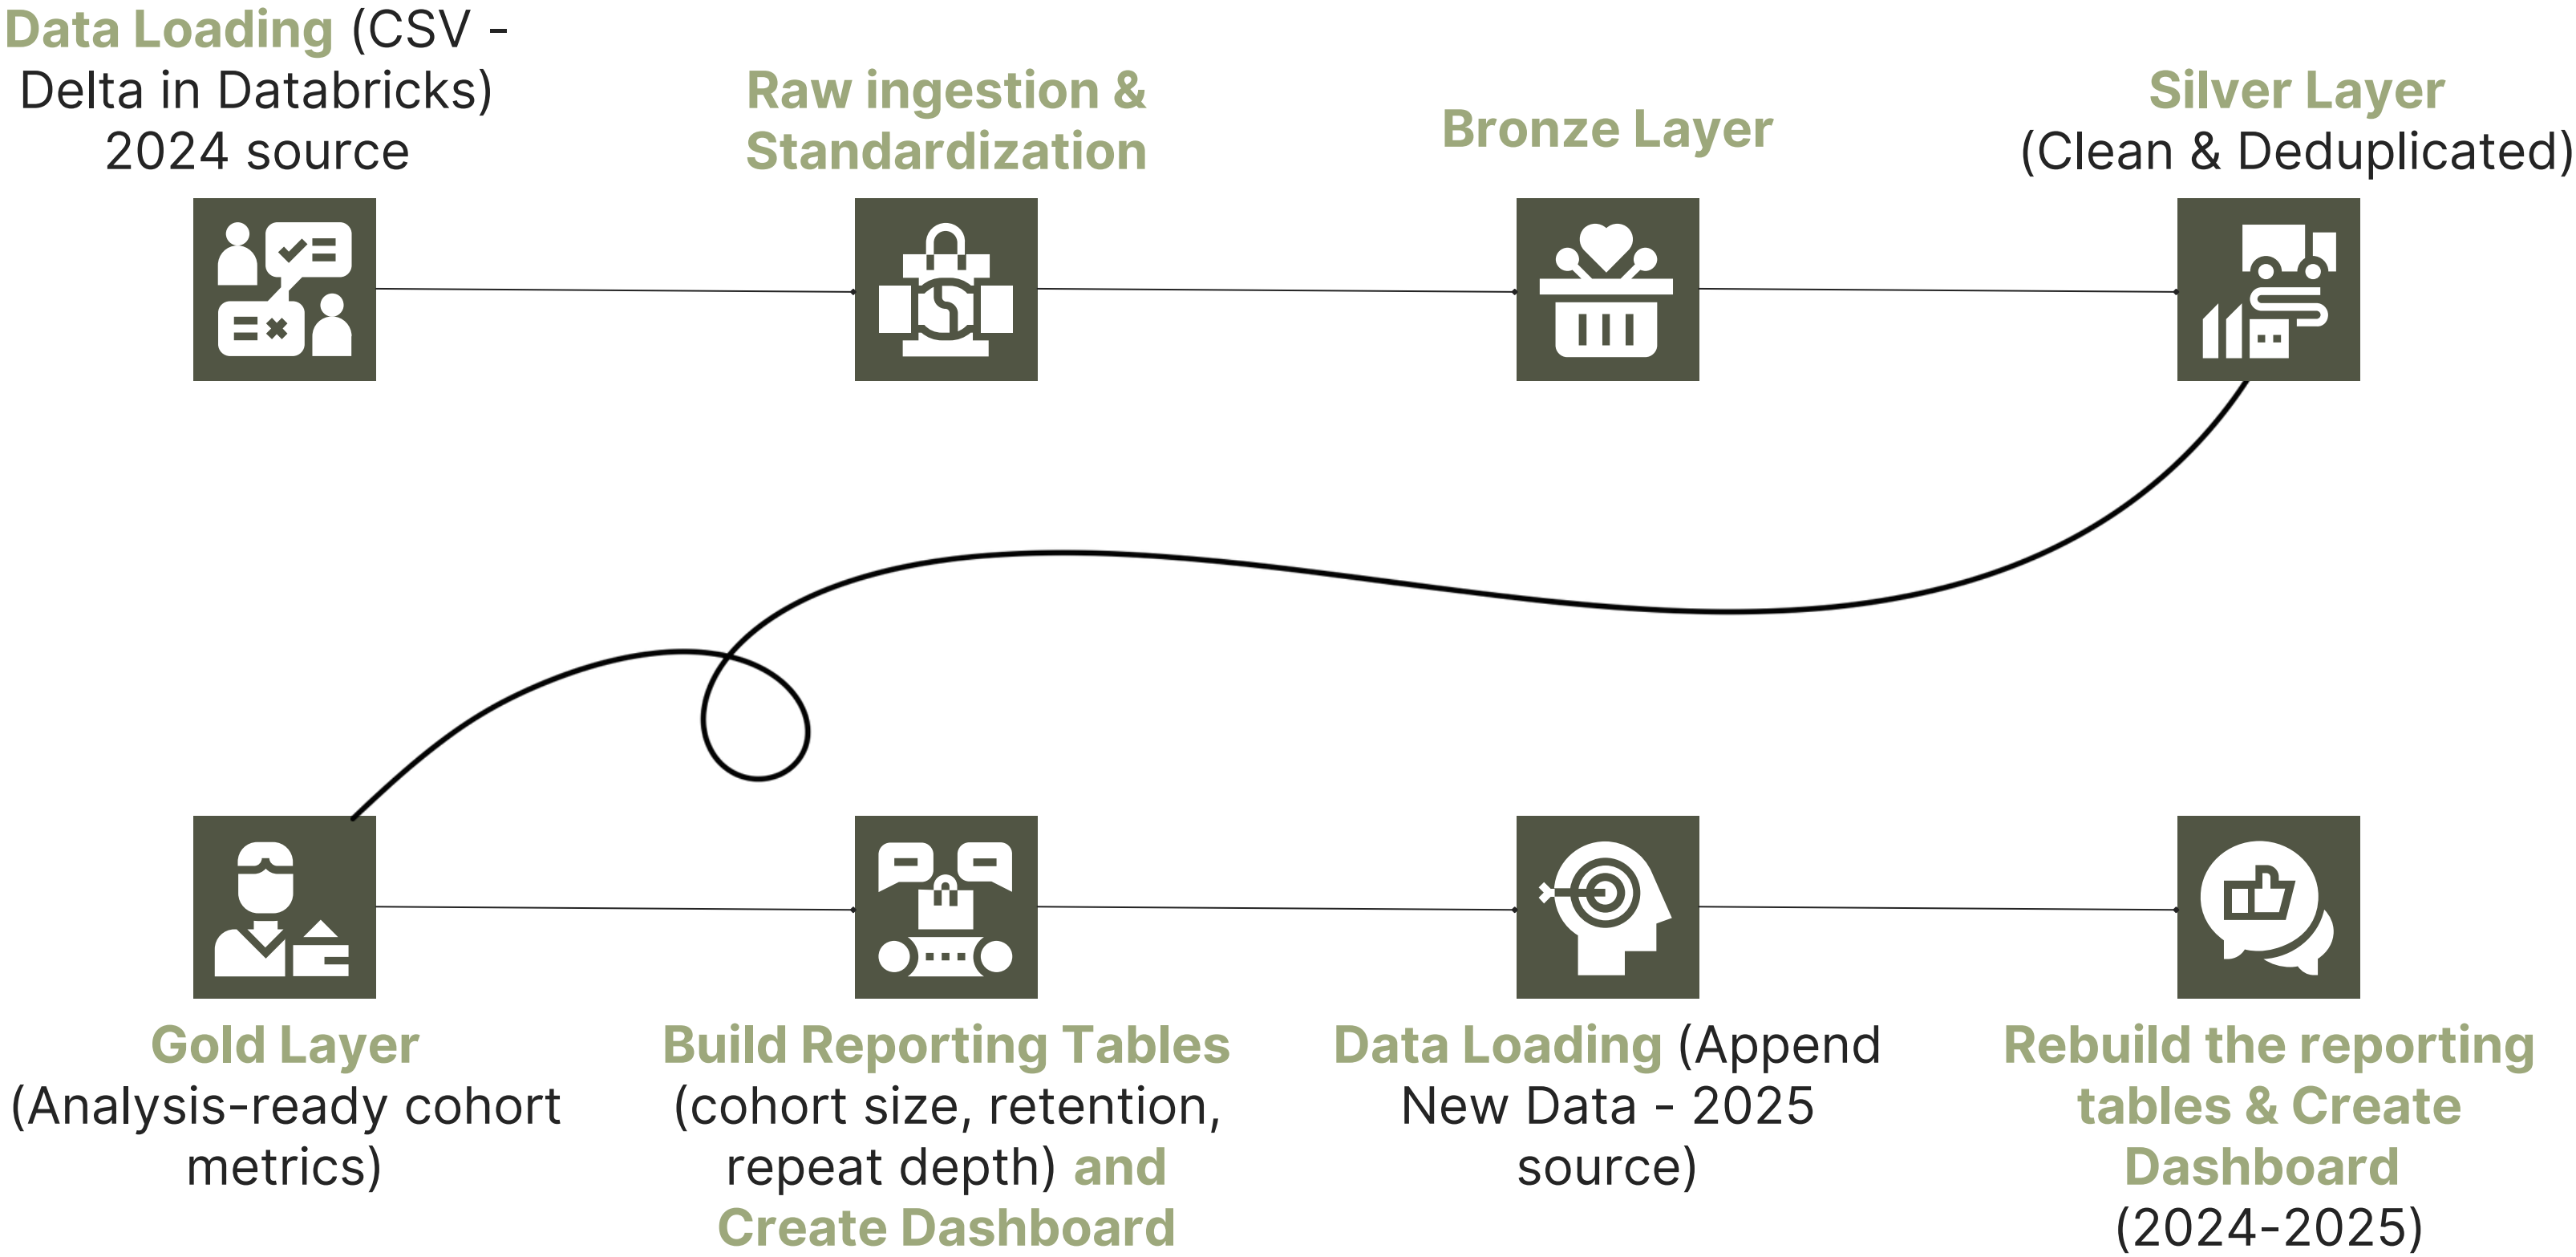 Data Loading (CSV -
Delta in Databricks)
2024 source
Raw ingestion &
Standardization
Bronze Layer
Silver Layer
(Clean & Deduplicated)
Gold Layer
(Analysis-ready cohort
metrics)
Build Reporting Tables
(cohort size, retention,
repeat depth) and
Create Dashboard
Data Loading (Append
New Data - 2025
source)
Rebuild the reporting
tables & Create
Dashboard
(2024-2025)